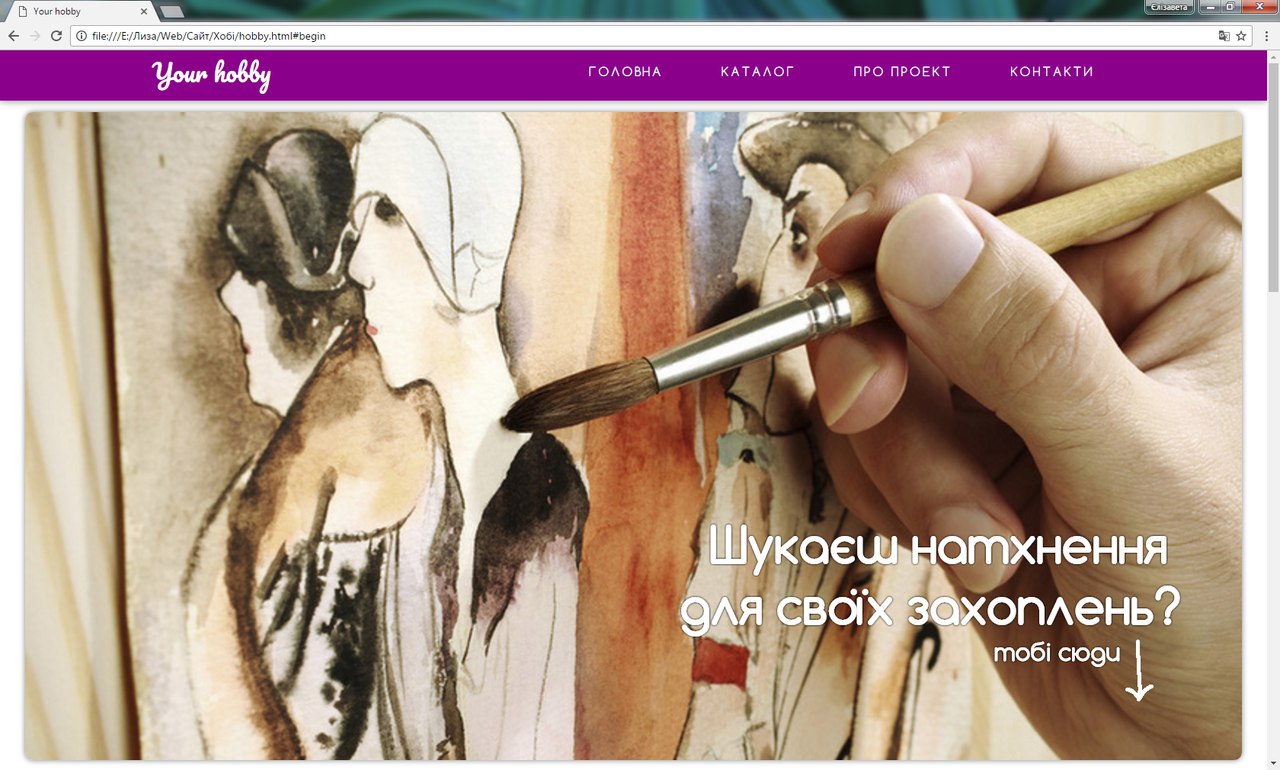 Your hobby
Єлізавета
file:///E:/Лиза/Web/Сайт/Хобі/hobby.html#begin
Your hobby
ГОЛОВНА КАТАЛОГ ПРО ПРОЕКТ КОНТАКТИ
Шукаєш натхнення
для своїх захоплень?
тобі сюди